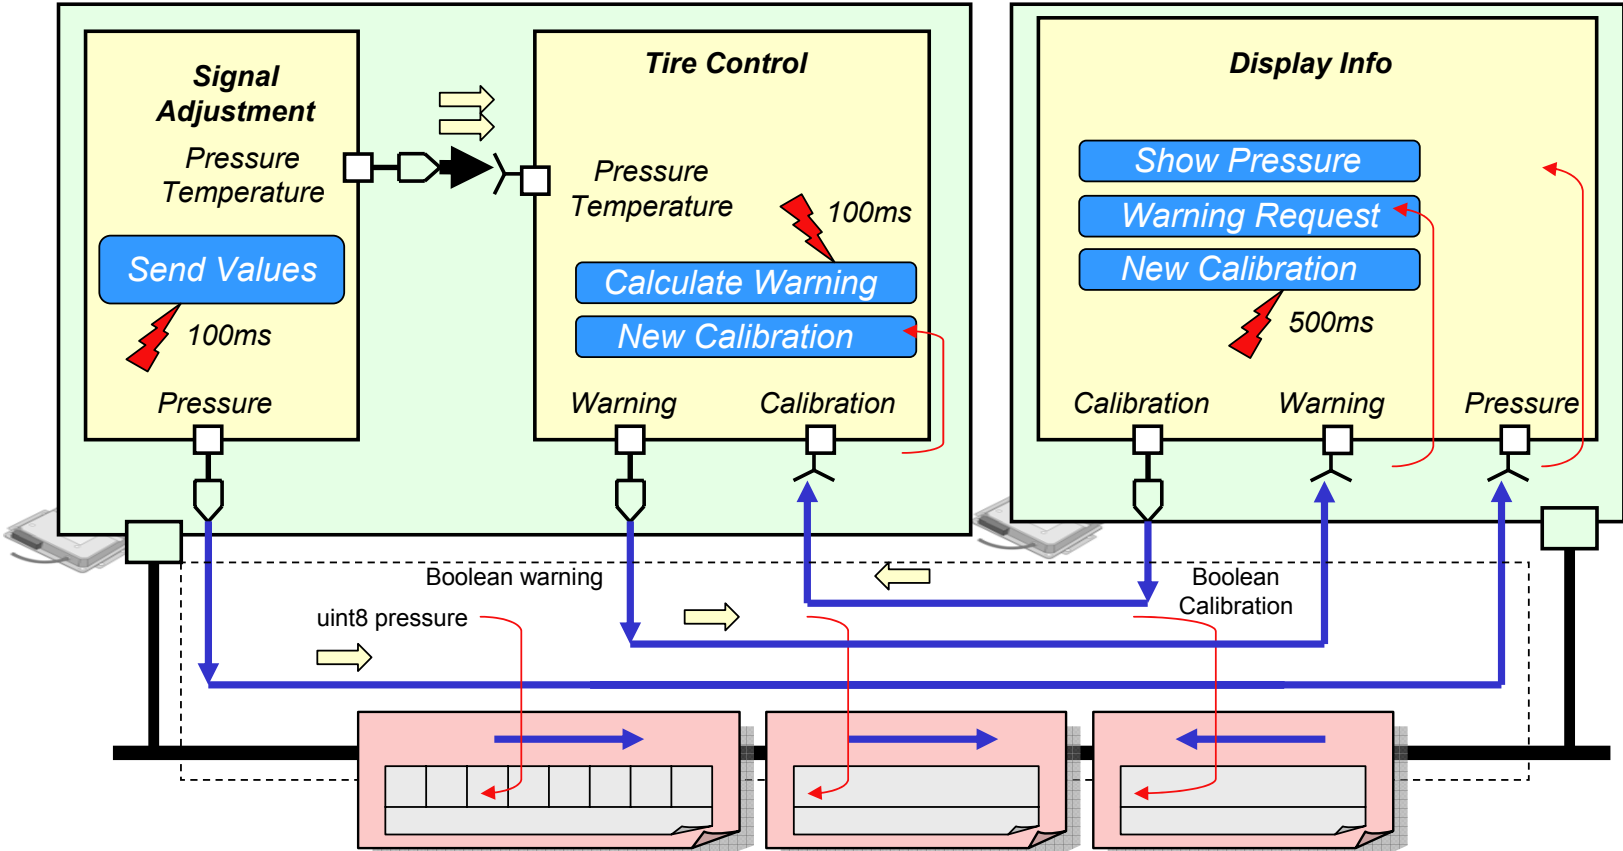 Signal
Adjustment
Pressure
Temperature
Send Values
100ms
Pressure
Tire Control
Pressure
Temperature
100ms
Calculate Warning
New Calibration
Warning
Calibration
Display Info
Show Pressure
Warning Request
New Calibration
500ms
Calibration
Warning
Pressure
Boolean warning
Boolean
Calibration
uint8 pressure